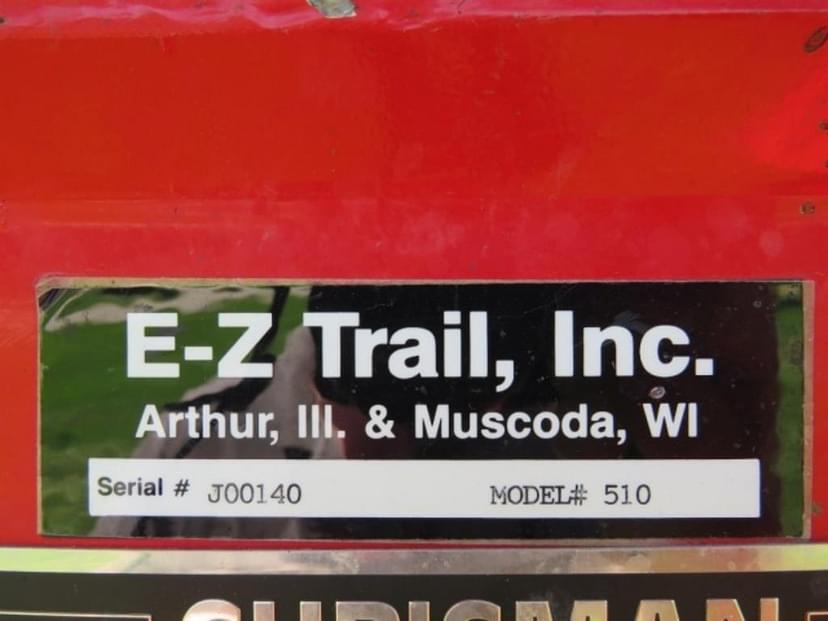 E-Z Trail, Inc.
Arthur, Ill. & Muscoda, WI
Serial # J00140 MODEL# 510